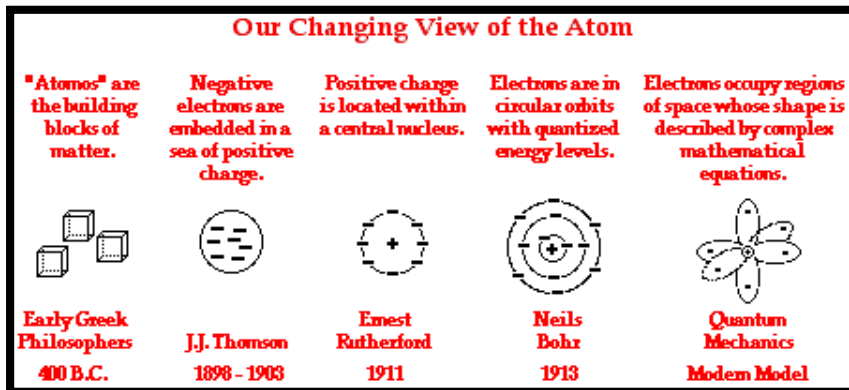 Our Changing View of the Atom
"Atomos" are
the building
blocks of
matter.
Negative
electrons are
embedded in a
sea of positive
charge.
Positive charge
is located within
a central nucleus.
Electrons are in
circular orbits
with quantized
energy levels.
Electrons occupy regions
of space whose shape is
described by complex
mathematical
equations.
Early Greek
Philosophers
400 B.C.
J.J. Thomson
1898 - 1903
Ernest
Rutherford
1911
Neils
Bohr
1913
Quantum
Mechanics
Modern Model